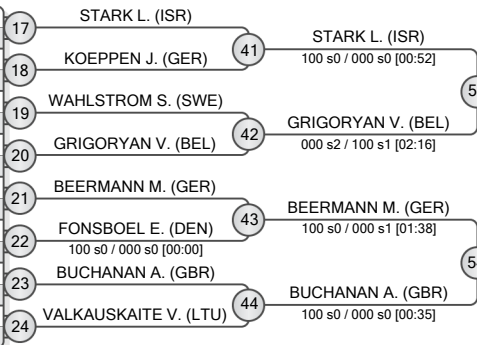 17
STARK L. (ISR)
41
STARK L. (ISR)
100 s0 / 000 s0 [00:52]
18
KOEPPEN J. (GER)
19
WAHLSTROM S. (SWE)
42
GRIGORYAN V. (BEL)
000 s2 / 100 s1 [02:16]
20
GRIGORYAN V. (BEL)
21
BEERMANN M. (GER)
43
BEERMANN M. (GER)
100 s0 / 000 s1 [01:38]
22
FONSBOEL E. (DEN)
100 s0 / 000 s0 [00:00]
23
BUCHANAN A. (GBR)
44
BUCHANAN A. (GBR)
100 s0 / 000 s0 [00:35]
24
VALKAUSKAITE V. (LTU)